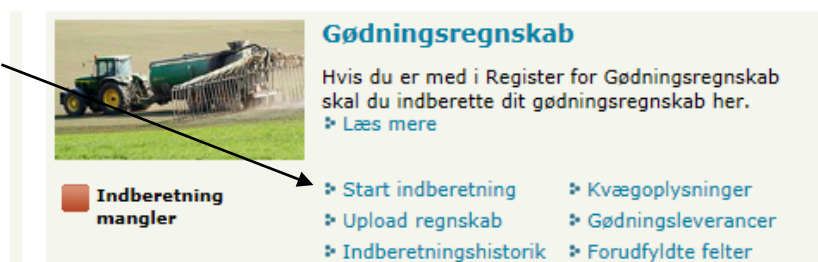 Gødningsregnskab
Hvis du er med i Register for Gødningsregnskab
skal du indberette dit gødningsregnskab her.
Læs mere
Indberetning
mangler
Start indberetning
Upload regnskab
Indberetningshistorik
Kvægoplysninger
Gødningsleverancer
Forudfyldte felter